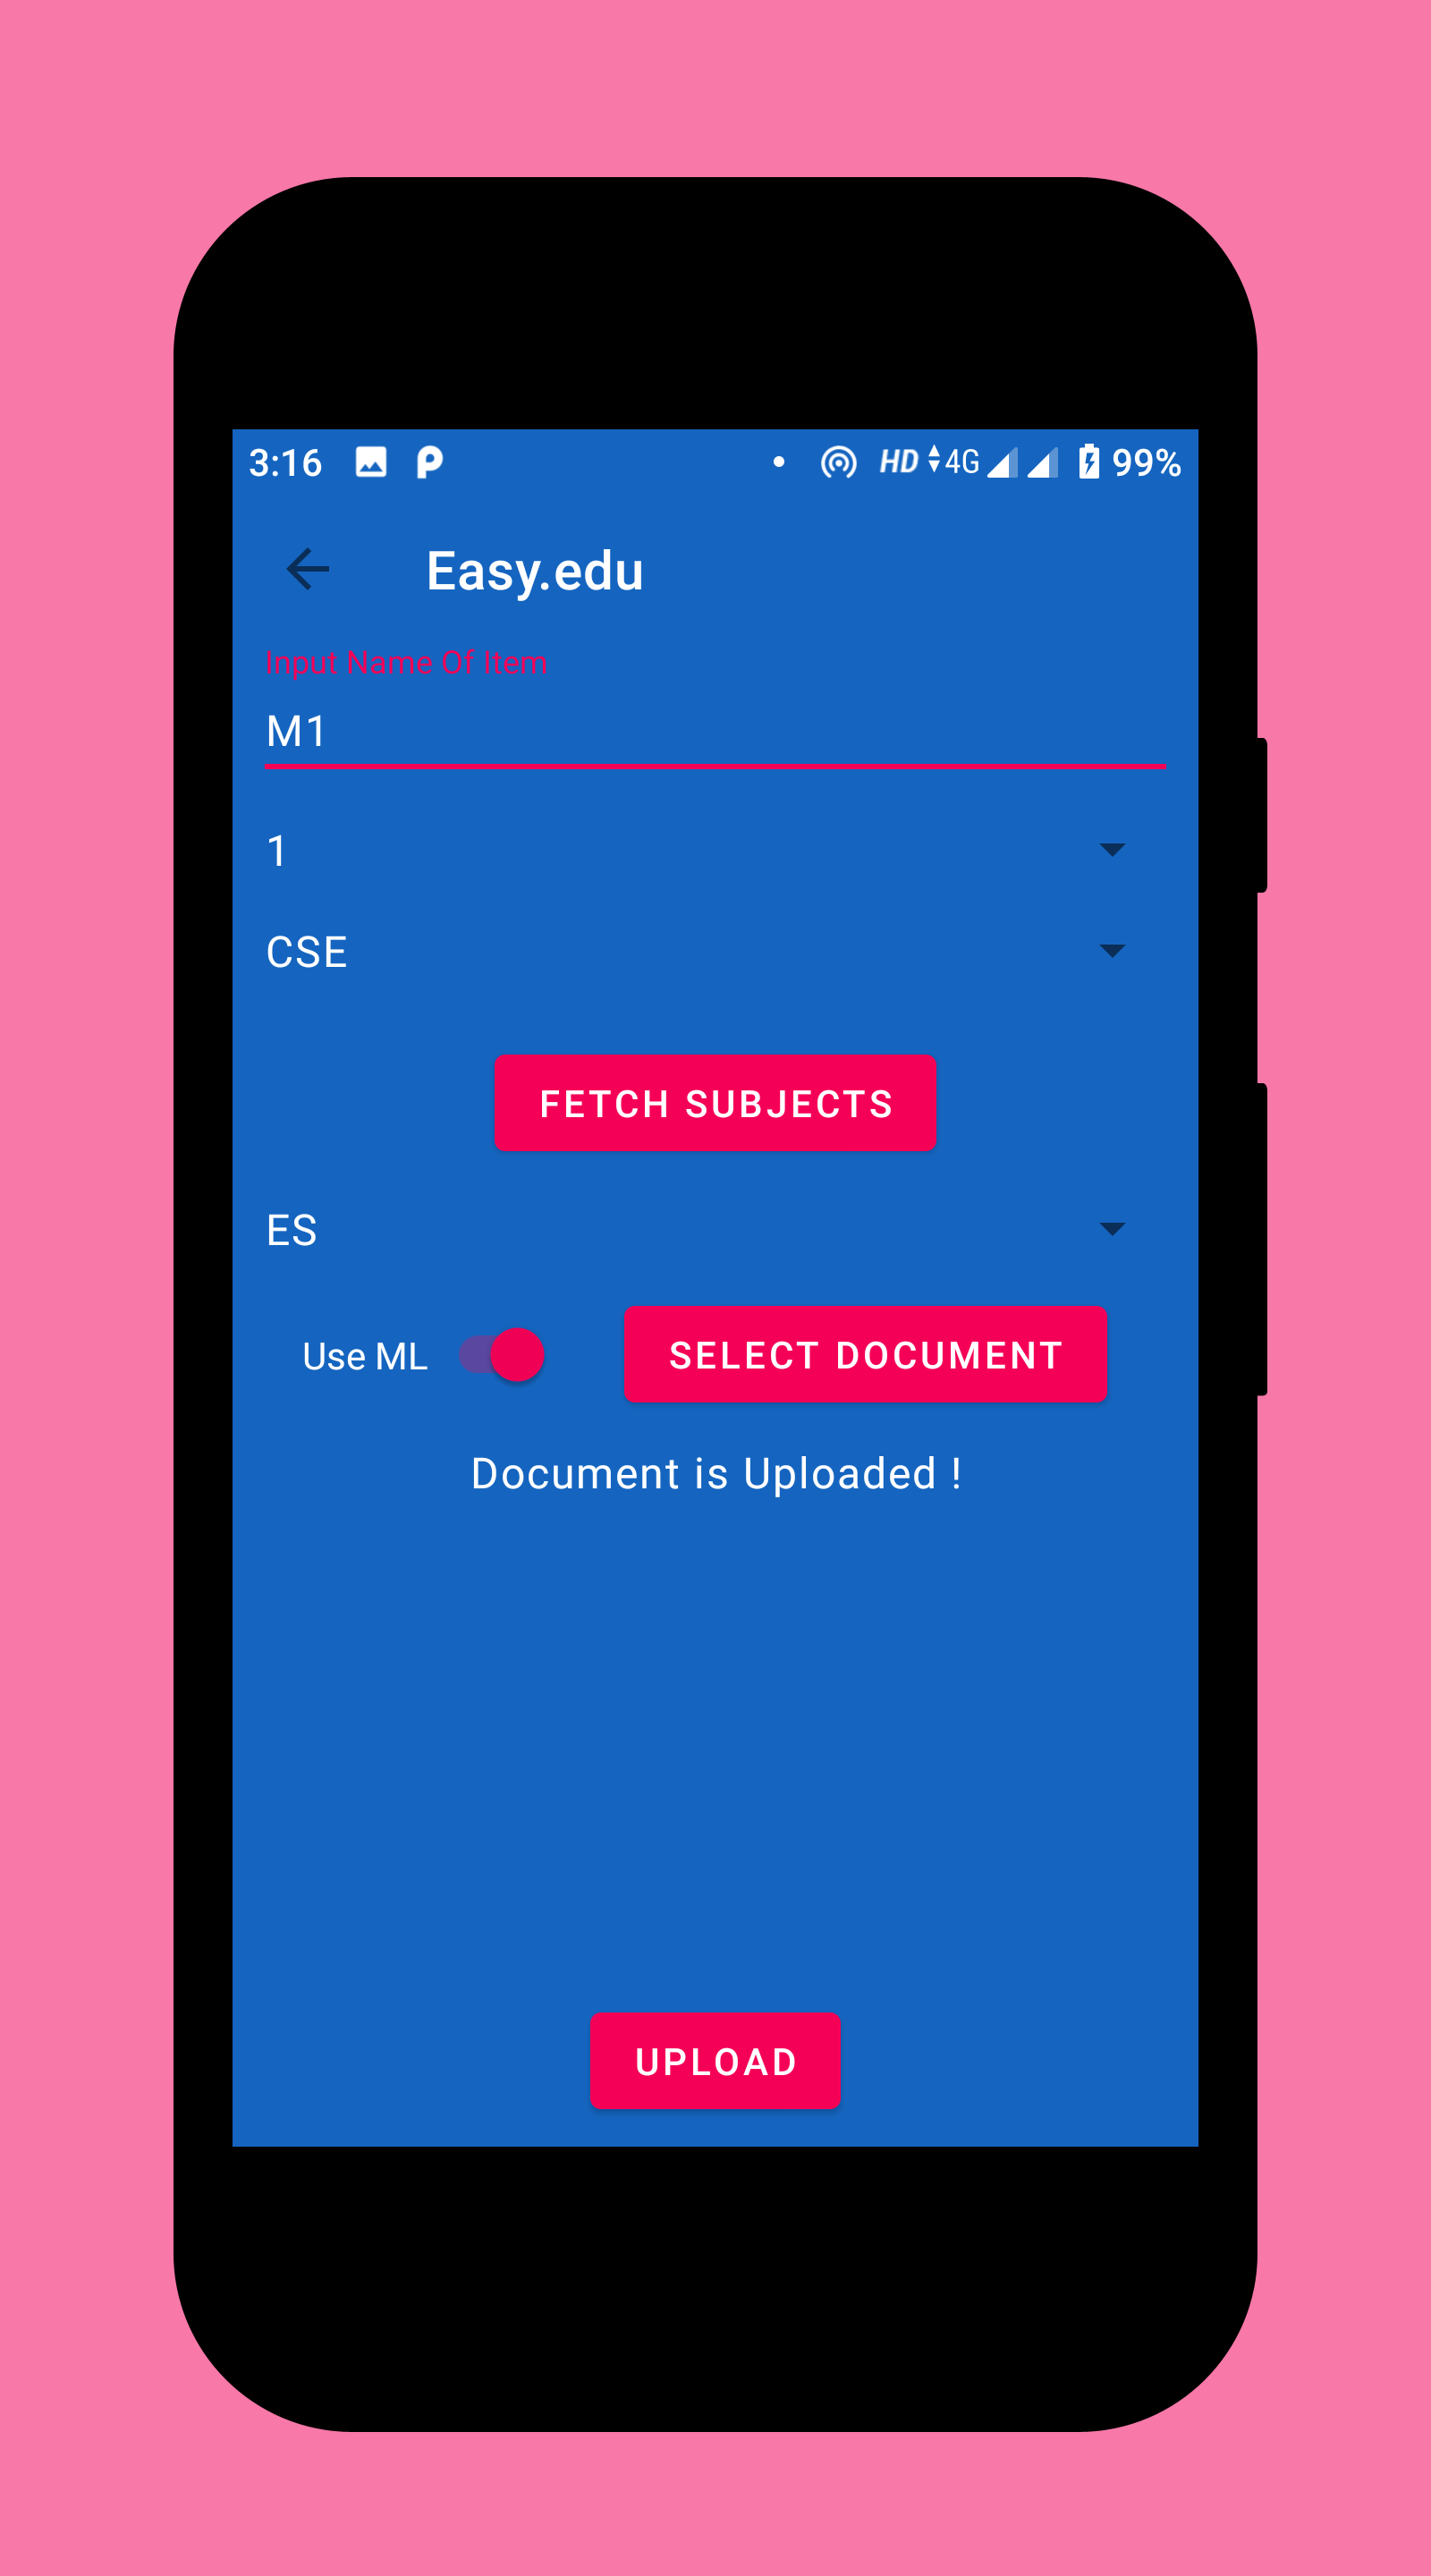 3:16 HD 4G 99%
Easy.edu
Input Name Of Item
M1
1
CSE
FETCH SUBJECTS
ES
Use ML SELECT DOCUMENT
Document is Uploaded !
UPLOAD